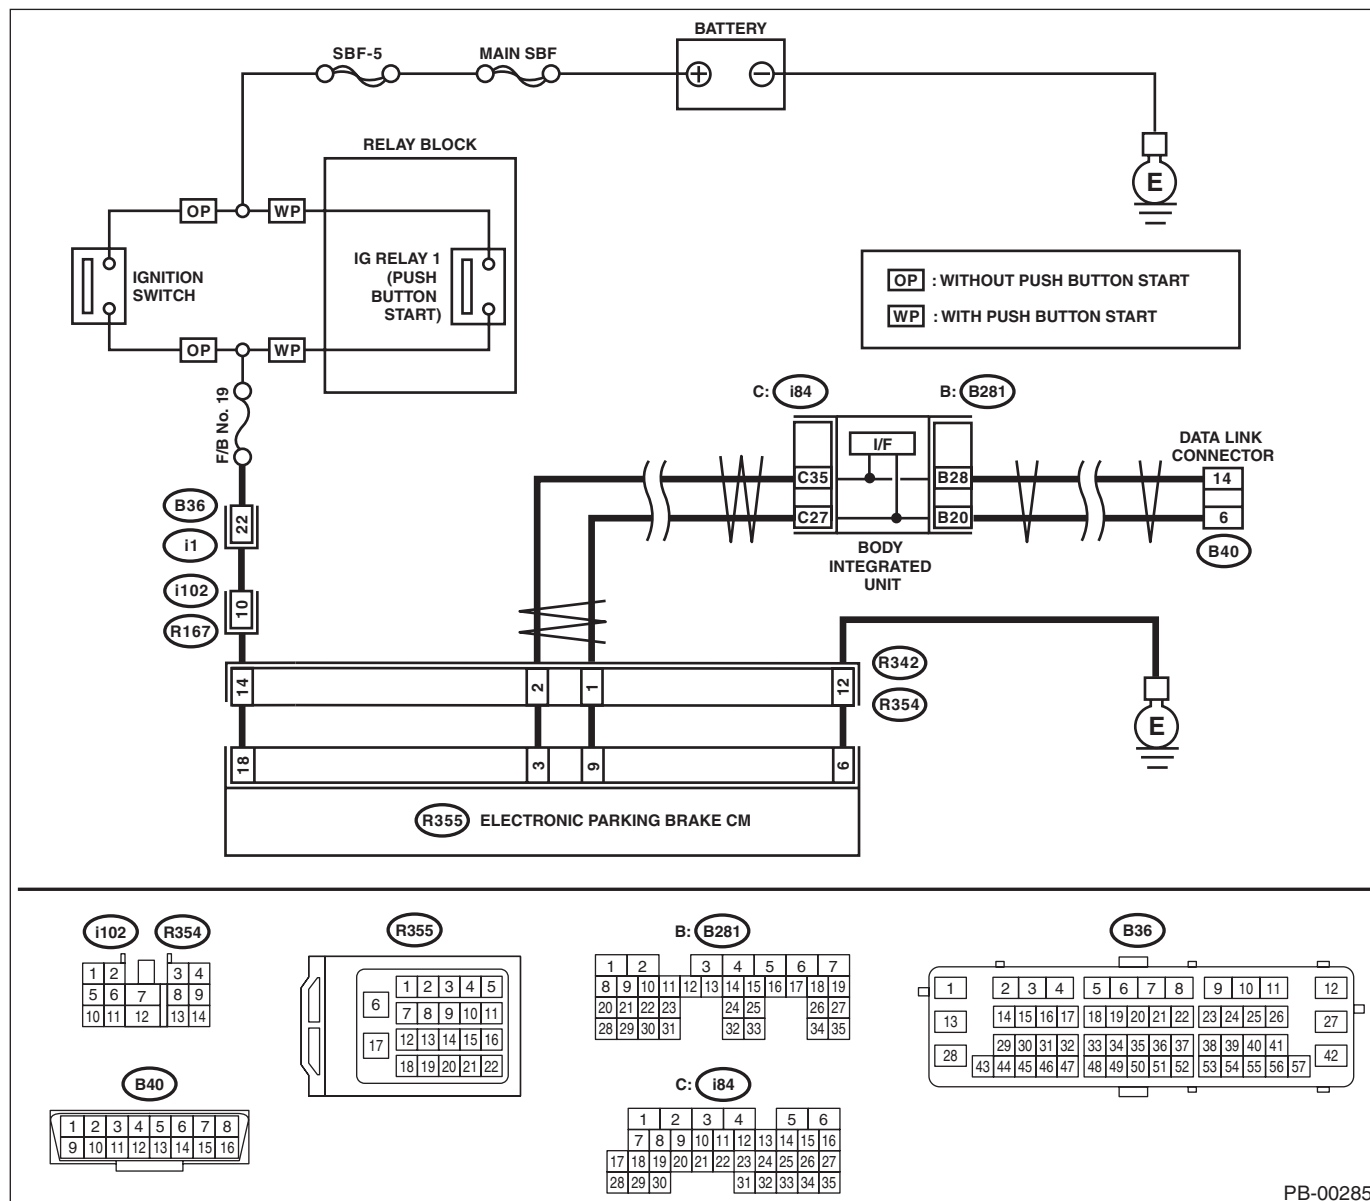 BATTERY
SBF-5 MAIN SBF
+ −
RELAY BLOCK
E
OP WP
IGNITION
SWITCH
IG RELAY 1
(PUSH
BUTTON
START)
OP : WITHOUT PUSH BUTTON START
WP : WITH PUSH BUTTON START
OP WP
F/B No. 19
C: i84 B: B281
I/F
DATA LINK
CONNECTOR
C35 B28 14
C27 B20 6
BODY
INTEGRATED
UNIT
B40
B36
22
i1
i102
10
R167
R342
14 2 1 12
R354
E
18 3 9 6
R355 ELECTRONIC PARKING BRAKE CM
i102 R354
1 2 3 4
5 6 7 8 9
10 11 12 13 14
R355
1 2 3 4 5
6
7 8 9 10 11
12 13 14 15 16
17
18 19 20 21 22
B: B281
1 2 3 4 5 6 7
8 9 10 11 12 13 14 15 16 17 18 19
20 21 22 23 24 25 26 27
28 29 30 31 32 33 34 35
B36
1 2 3 4 5 6 7 8 9 10 11 12
13 14 15 16 17 18 19 20 21 22 23 24 25 26 27
28 29 30 31 32 33 34 35 36 37 38 39 40 41 42
43 44 45 46 47 48 49 50 51 52 53 54 55 56 57
B40
1 2 3 4 5 6 7 8
9 10 11 12 13 14 15 16
C: i84
1 2 3 4 5 6
7 8 9 10 11 12 13 14 15 16
17 18 19 20 21 22 23 24 25 26 27
28 29 30 31 32 33 34 35
PB-00285